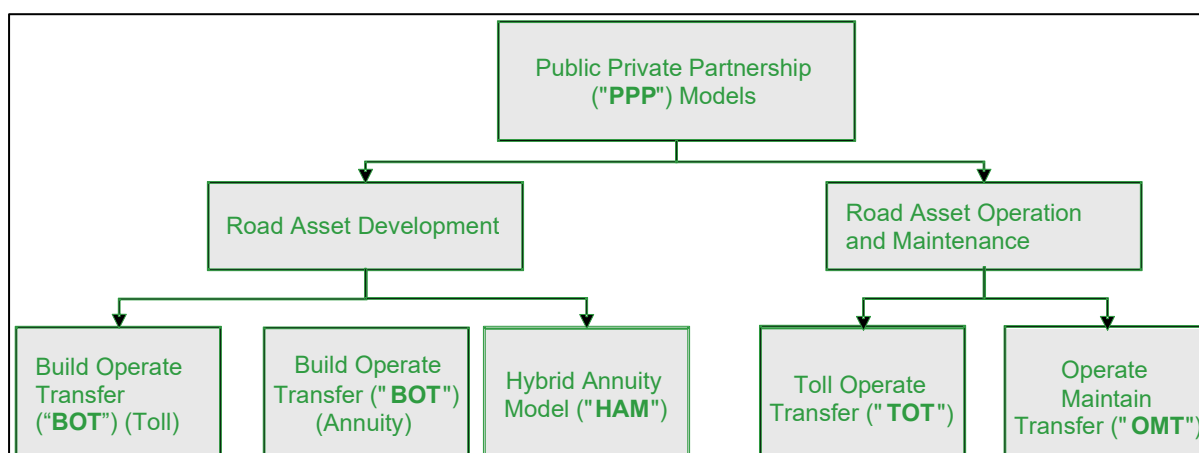 Public Private Partnership
("PPP") Models
Road Asset Development
Road Asset Operation
and Maintenance
Build Operate
Transfer
(“BOT”) (Toll)
Build Operate
Transfer ("BOT")
(Annuity)
Hybrid Annuity
Model ("HAM")
Toll Operate
Transfer ("TOT")
Operate
Maintain
Transfer ("OMT")